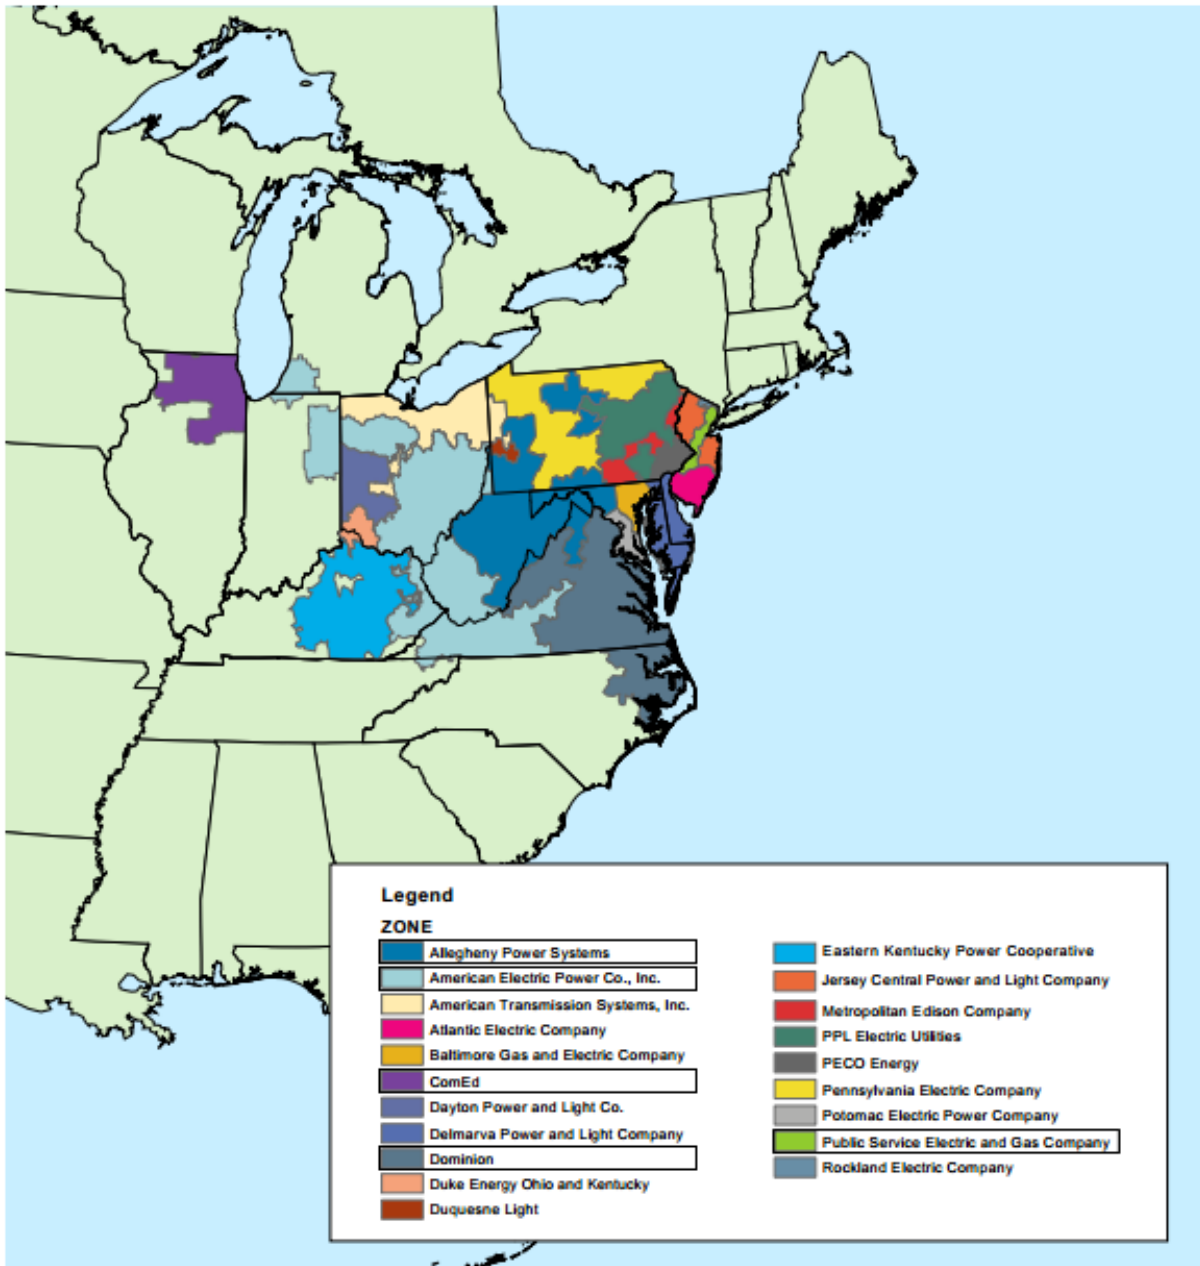 Legend
ZONE
Allegheny Power Systems
American Electric Power Co., Inc.
American Transmission Systems, Inc.
Atlantic Electric Company
Baltimore Gas and Electric Company
ComEd
Dayton Power and Light Co.
Delmarva Power and Light Company
Dominion
Duke Energy Ohio and Kentucky
Duquesne Light
Eastern Kentucky Power Cooperative
Jersey Central Power and Light Company
Metropolitan Edison Company
PPL Electric Utilities
PECO Energy
Pennsylvania Electric Company
Potomac Electric Power Company
Public Service Electric and Gas Company
Rockland Electric Company